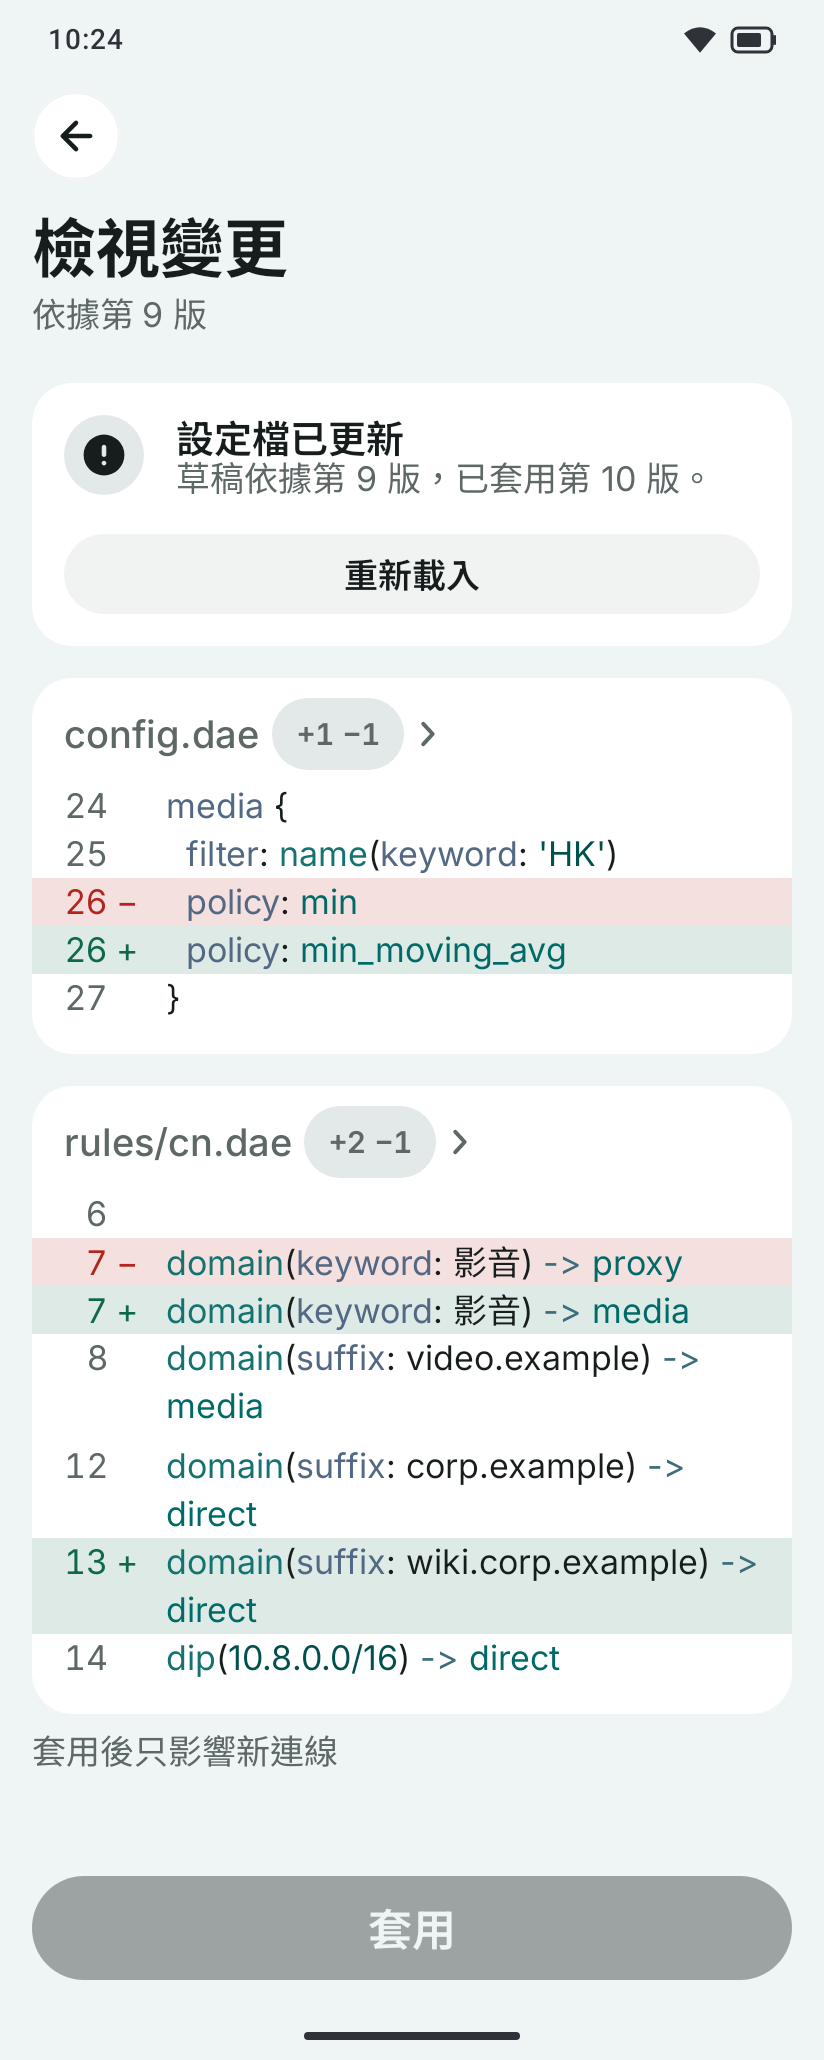 10:24
檢視變更
依據第 9 版
設定檔已更新
草稿依據第 9 版，已套用第 10 版。
重新載入
config.dae +1 −1
24 media {
25 filter: name(keyword: 'HK')
26 − policy: min
26 + policy: min_moving_avg
27 }
rules/cn.dae +2 −1
6
7 − domain(keyword: 影音) -> proxy
7 + domain(keyword: 影音) -> media
8 domain(suffix: video.example) ->
media
12 domain(suffix: corp.example) ->
direct
13 + domain(suffix: wiki.corp.example) ->
direct
14 dip(10.8.0.0/16) -> direct
套用後只影響新連線
套用